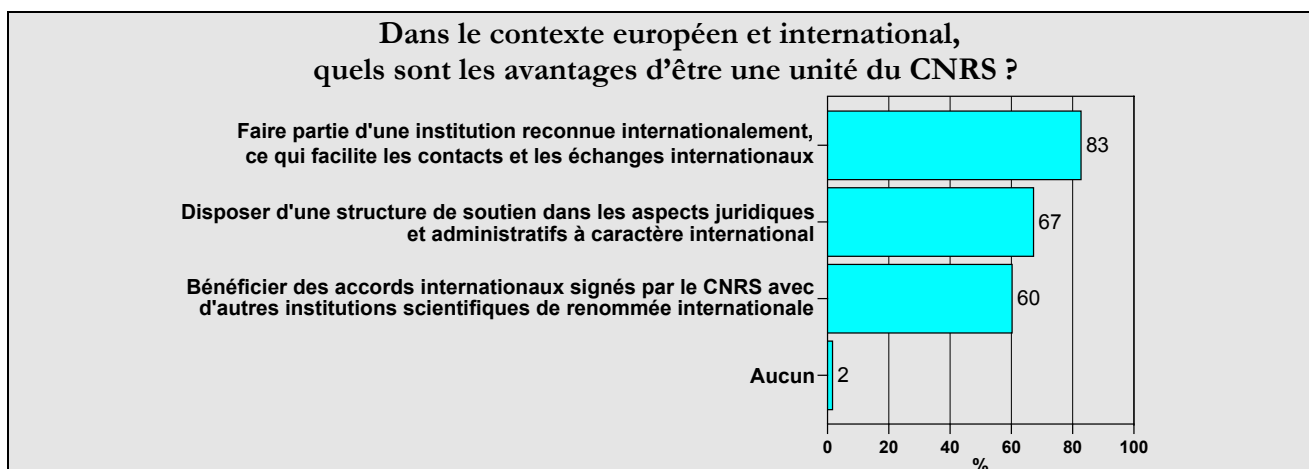 Dans le contexte européen et international,
quels sont les avantages d'être une unité du CNRS ?
Faire partie d'une institution reconnue internationalement,
ce qui facilite les contacts et les échanges internationaux
83
Disposer d'une structure de soutien dans les aspects juridiques
et administratifs à caractère international
67
Bénéficier des accords internationaux signés par le CNRS avec
d'autres institutions scientifiques de renommée internationale
60
Aucun
2
0 20 40 60 80 100
%